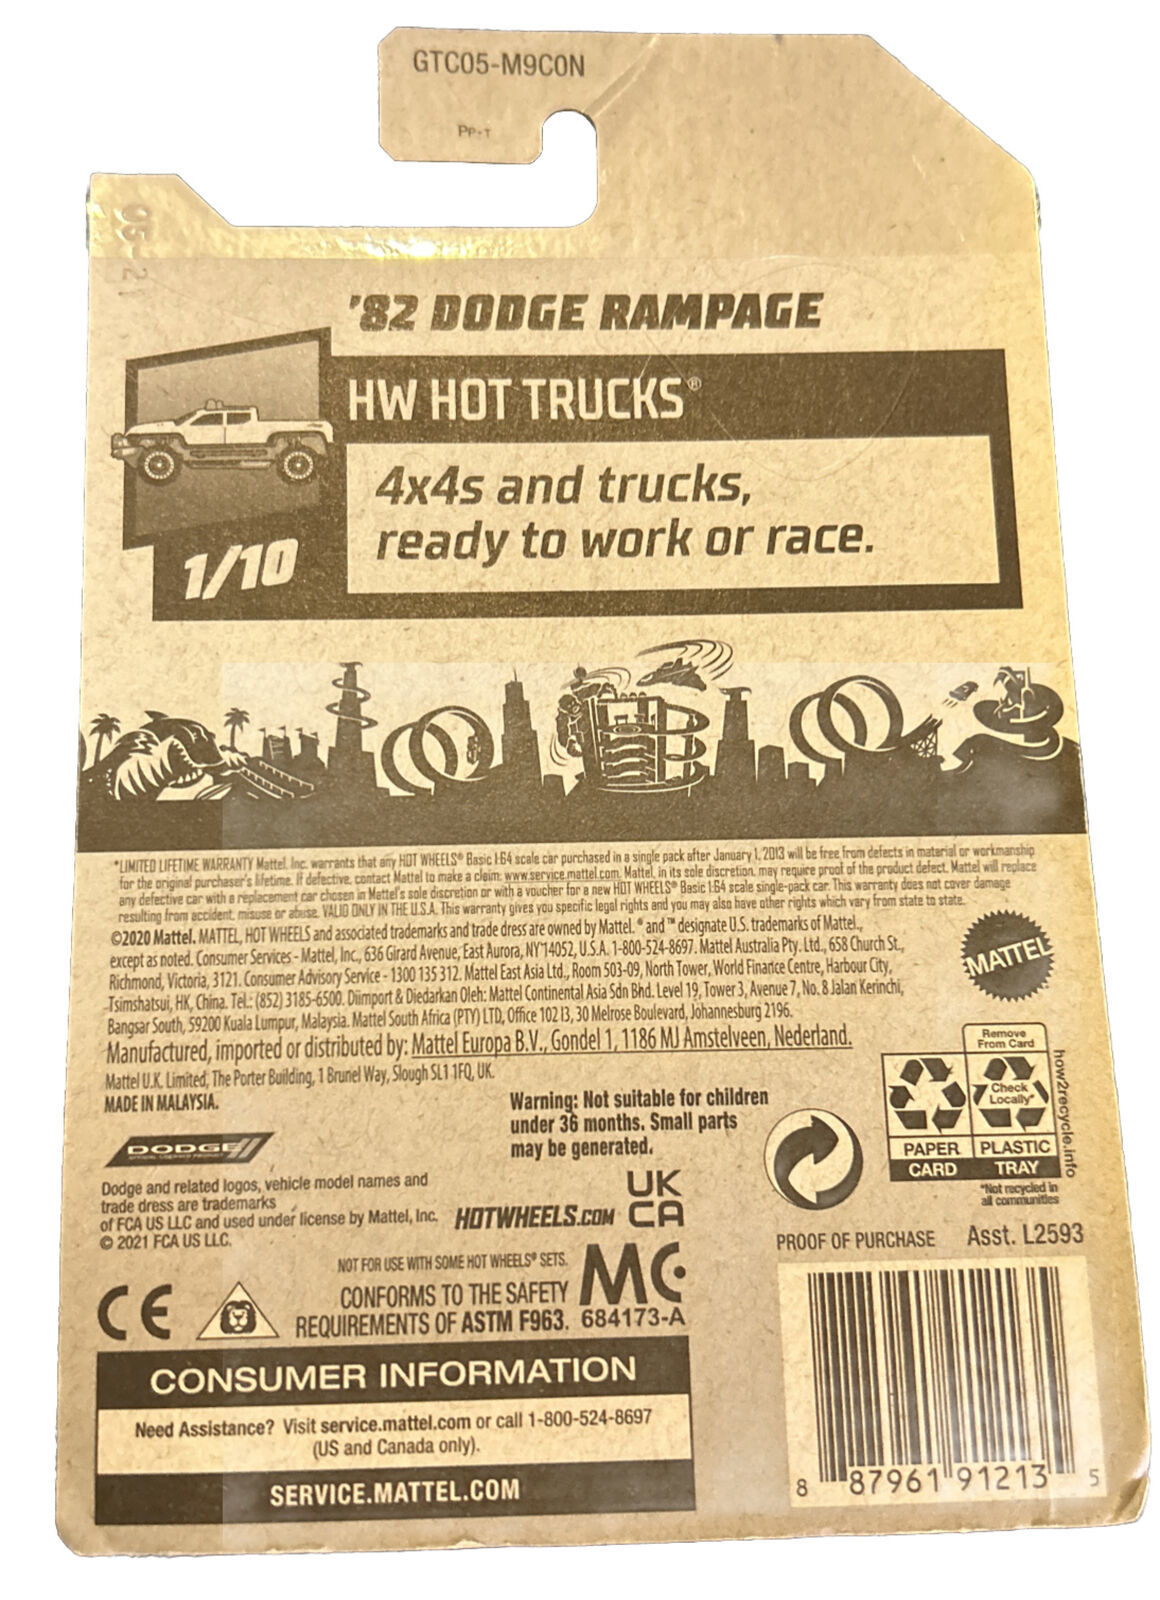 GTC05-M9C0N
PP-T
05 21
'82 DODGE RAMPAGE
HW HOT TRUCKS®
4x4s and trucks,
ready to work or race.
1/10
*LIMITED LIFETIME WARRANTY Mattel, Inc. warrants that any HOT WHEELS® Basic 1:64 scale car purchased in a single pack after January 1, 2013 will be free from defects in material or workmanship
for the original purchaser's lifetime. If defective, contact Mattel to make a claim: www.service.mattel.com. Mattel, in its sole discretion, may require proof of the product defect. Mattel will replace
any defective car with a replacement car chosen in Mattel's sole discretion or with a voucher for a new HOT WHEELS® Basic 1:64 scale single-pack car. This warranty does not cover damage
resulting from accident, misuse or abuse. VALID ONLY IN THE U.S.A. This warranty gives you specific legal rights and you may also have other rights which vary from state to state.
©2020 Mattel. MATTEL, HOT WHEELS and associated trademarks and trade dress are owned by Mattel. ® and ™ designate U.S. trademarks of Mattel.,
except as noted. Consumer Services - Mattel, Inc., 636 Girard Avenue, East Aurora, NY 14052, U.S.A. 1-800-524-8697. Mattel Australia Pty. Ltd., 658 Church St.,
Richmond, Victoria, 3121. Consumer Advisory Service - 1300 135 312. Mattel East Asia Ltd., Room 503-09, North Tower, World Finance Centre, Harbour City,
Tsimshatsui, HK, China. Tel.: (852) 3185-6500. Diimport & Diedarkan Oleh: Mattel Continental Asia Sdn Bhd. Level 19, Tower 3, Avenue 7, No. 8 Jalan Kerinchi,
Bangsar South, 59200 Kuala Lumpur, Malaysia. Mattel South Africa (PTY) LTD, Office 102 I3, 30 Melrose Boulevard, Johannesburg 2196.
Manufactured, imported or distributed by: Mattel Europa B.V., Gondel 1, 1186 MJ Amstelveen, Nederland.
Mattel U.K. Limited, The Porter Building, 1 Brunel Way, Slough SL1 1FQ, UK.
MADE IN MALAYSIA.
MATTEL
Warning: Not suitable for children
under 36 months. Small parts
may be generated.
Remove
From Card
Check
Locally*
PAPER
PLASTIC
CARD
TRAY
*Not recycled in
all communities
how2recycle.info
DODGE
OFFICIAL LICENSED PRODUCT
Dodge and related logos, vehicle model names and
trade dress are trademarks
of FCA US LLC and used under license by Mattel, Inc.
© 2021 FCA US LLC.
HOTWHEELS.COM
UK
CA
PROOF OF PURCHASE
Asst. L2593
NOT FOR USE WITH SOME HOT WHEELS® SETS.
CONFORMS TO THE SAFETY
REQUIREMENTS OF ASTM F963.
MC
684173-A
CE
CONSUMER INFORMATION
Need Assistance? Visit service.mattel.com or call 1-800-524-8697
(US and Canada only).
SERVICE.MATTEL.COM
8 87961 91213 5